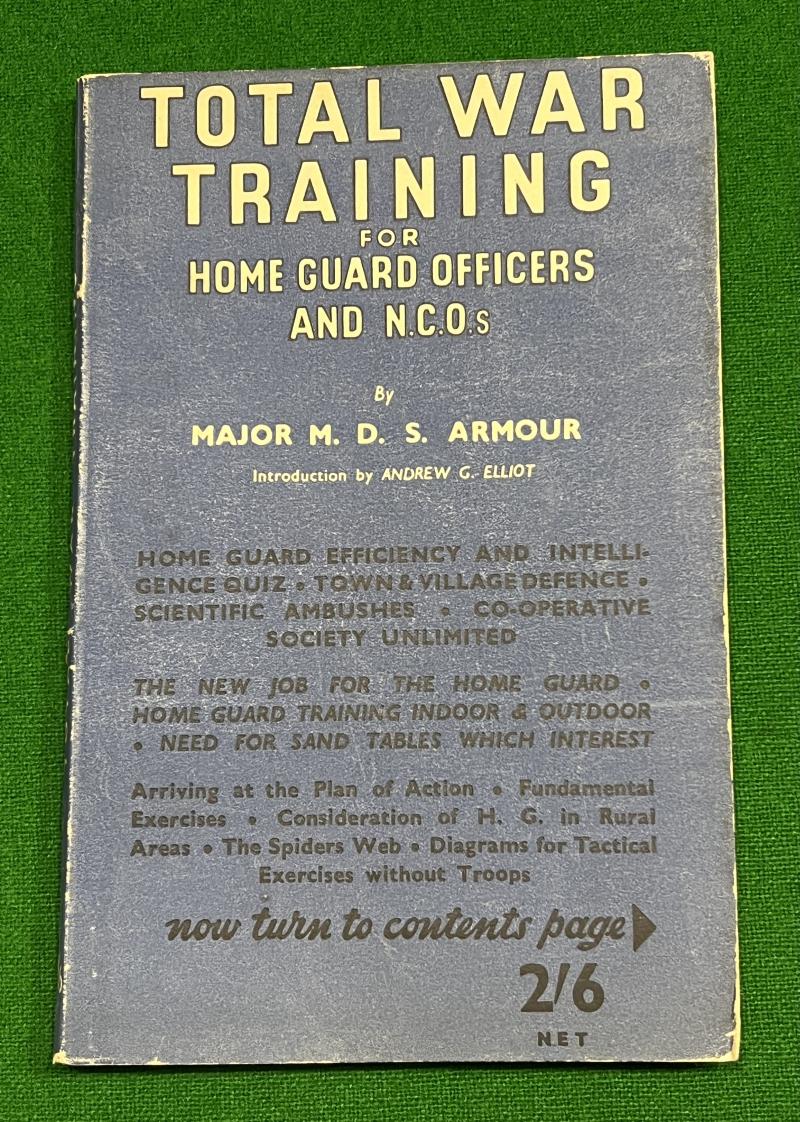 TOTAL WAR
TRAINING
FOR
HOME GUARD OFFICERS
AND N.C.O.s
By
MAJOR M. D. S. ARMOUR
Introduction by ANDREW G. ELLIOT
HOME GUARD EFFICIENCY AND INTELLI-
GENCE QUIZ • TOWN & VILLAGE DEFENCE •
SCIENTIFIC AMBUSHES • CO-OPERATIVE
SOCIETY UNLIMITED
THE NEW JOB FOR THE HOME GUARD •
HOME GUARD TRAINING INDOOR & OUTDOOR
• NEED FOR SAND TABLES WHICH INTEREST
Arriving at the Plan of Action • Fundamental
Exercises • Consideration of H. G. in Rural
Areas • The Spiders Web • Diagrams for Tactical
Exercises without Troops
now turn to contents page
2/6
NET